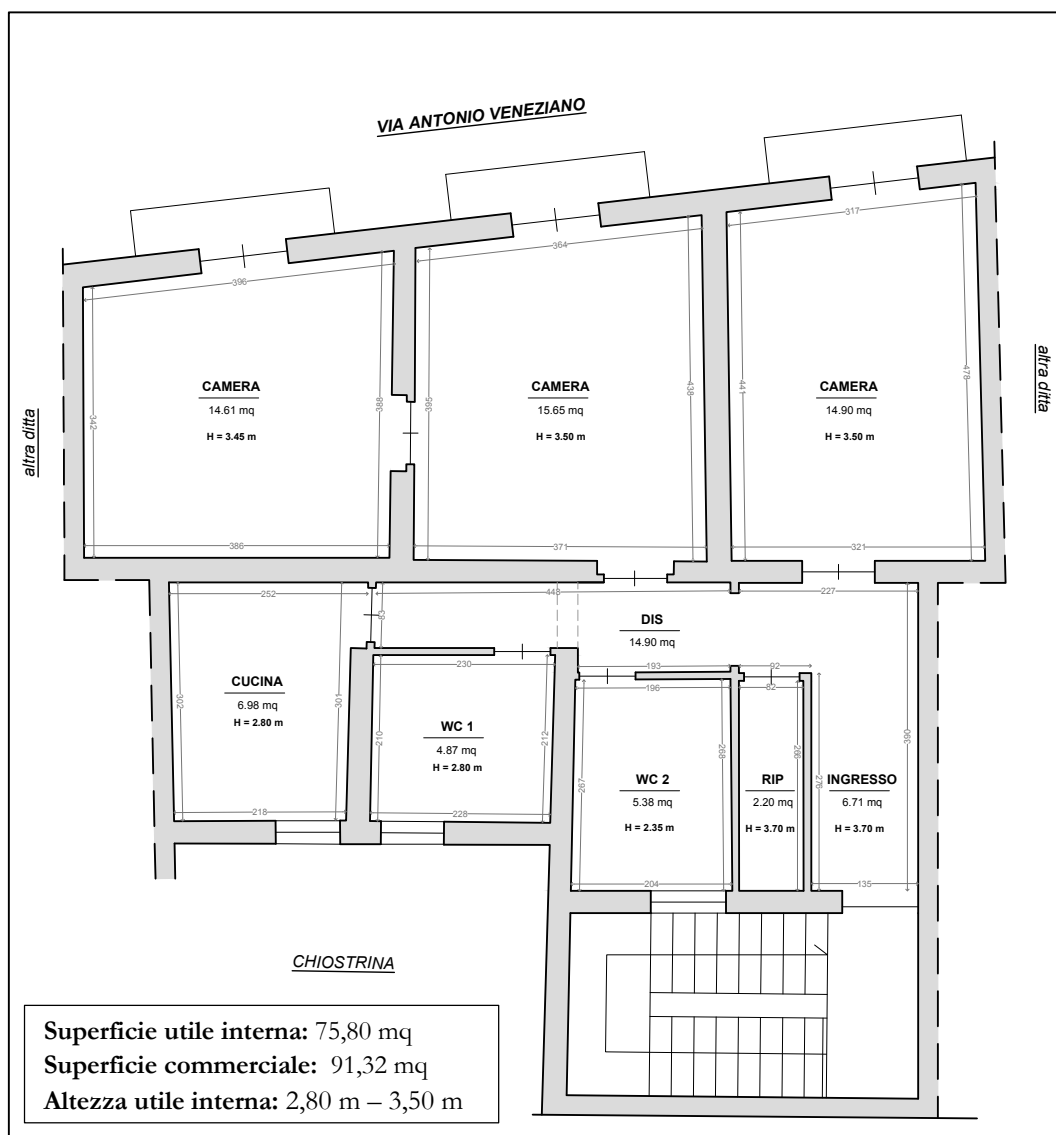 VIA ANTONIO VENEZIANO
317
364
396
478
441
438
395
388
342
altra ditta
altra ditta
CAMERA
14.61 mq
H = 3.45 m
CAMERA
15.65 mq
H = 3.50 m
CAMERA
14.90 mq
H = 3.50 m
386
371
321
252
448
227
83
DIS
14.90 mq
193
92
230
196
82
CUCINA
6.98 mq
H = 2.80 m
302
301
WC 1
4.87 mq
H = 2.80 m
210
212
WC 2
5.38 mq
H = 2.35 m
267
268
RIP
2.20 mq
H = 3.70 m
INGRESSO
6.71 mq
H = 3.70 m
390
218
228
204
135
CHIOSTRINA
Superficie utile interna: 75,80 mq
Superficie commerciale: 91,32 mq
Altezza utile interna: 2,80 m – 3,50 m